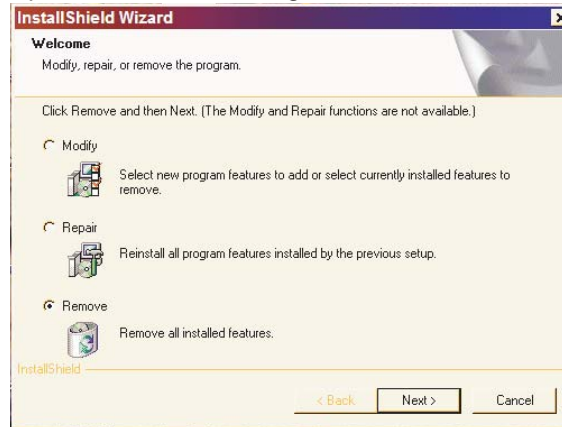 InstallShield Wizard
Welcome
Modify, repair, or remove the program.
Click Remove and then Next. (The Modify and Repair functions are not available.)
Modify
Select new program features to add or select currently installed features to
remove.
Repair
Reinstall all program features installed by the previous setup.
Remove
Remove all installed features.
InstallShield
< Back Next > Cancel